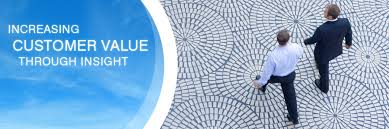 INCREASING
CUSTOMER VALUE
THROUGH INSIGHT